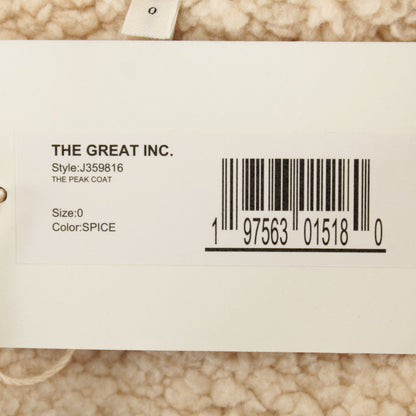 0
THE GREAT INC.
Style:J359816
THE PEAK COAT
Size:0
Color:SPICE
1 97563 01518 0